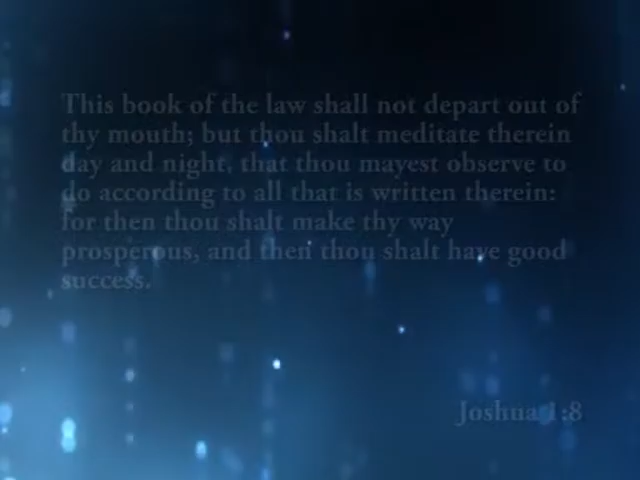 This book of the law shall not depart out of
thy mouth; but thou shalt meditate therein
day and night, that thou mayest observe to
do according to all that is written therein:
for then thou shalt make thy way
prosperous, and then thou shalt have good
success.
Joshua 1:8